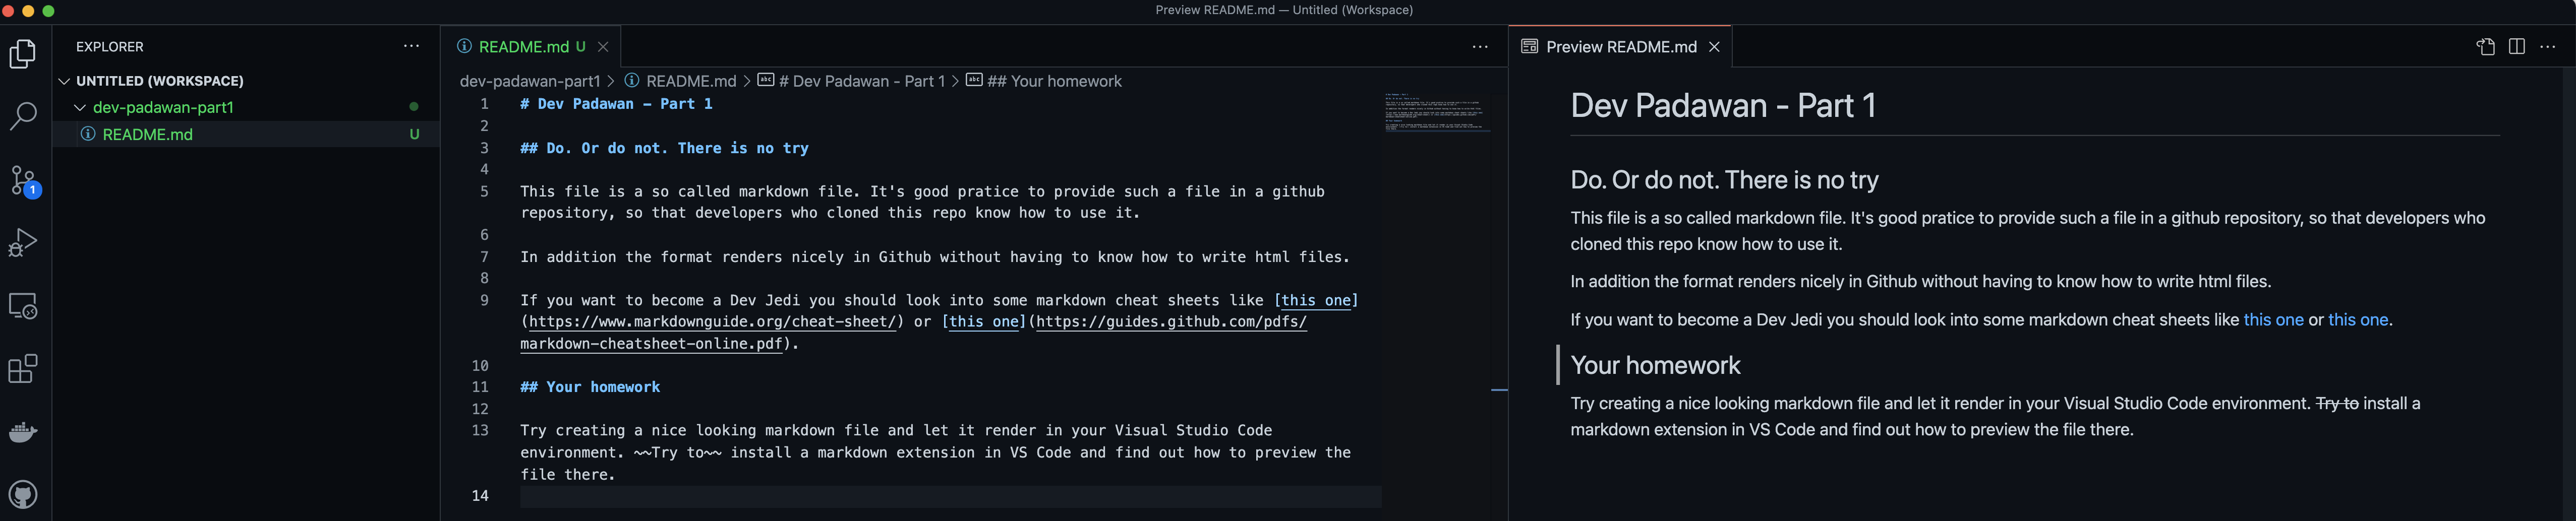 Preview README.md — Untitled (Workspace)
EXPLORER
UNTITLED (WORKSPACE)
dev-padawan-part1
README.md U
1
README.md U
dev-padawan-part1 > README.md > # Dev Padawan - Part 1 > ## Your homework
1 # Dev Padawan - Part 1
2
3 ## Do. Or do not. There is no try
4
5 This file is a so called markdown file. It's good pratice to provide such a file in a github
repository, so that developers who cloned this repo know how to use it.
6
7 In addition the format renders nicely in Github without having to know how to write html files.
8
9 If you want to become a Dev Jedi you should look into some markdown cheat sheets like [this one]
(https://www.markdownguide.org/cheat-sheet/) or [this one](https://guides.github.com/pdfs/
markdown-cheatsheet-online.pdf).
10
11 ## Your homework
12
13 Try creating a nice looking markdown file and let it render in your Visual Studio Code
environment. ~~Try to~~ install a markdown extension in VS Code and find out how to preview the
file there.
14
Preview README.md
Dev Padawan - Part 1
Do. Or do not. There is no try
This file is a so called markdown file. It's good pratice to provide such a file in a github repository, so that developers who
cloned this repo know how to use it.
In addition the format renders nicely in Github without having to know how to write html files.
If you want to become a Dev Jedi you should look into some markdown cheat sheets like this one or this one.
Your homework
Try creating a nice looking markdown file and let it render in your Visual Studio Code environment. Try to install a
markdown extension in VS Code and find out how to preview the file there.